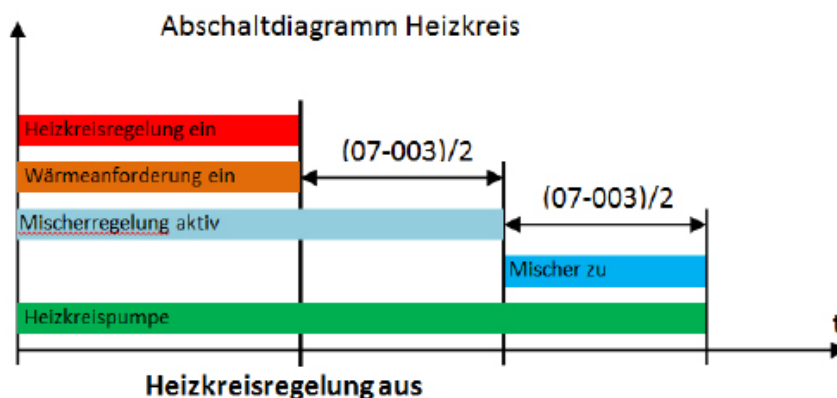 Abschaltdiagramm Heizkreis
Heizkreisregelung ein
(07-003)/2
Wärmeanforderung ein
(07-003)/2
Mischerregelung aktiv
Mischer zu
Heizkreispumpe
t
Heizkreisregelung aus